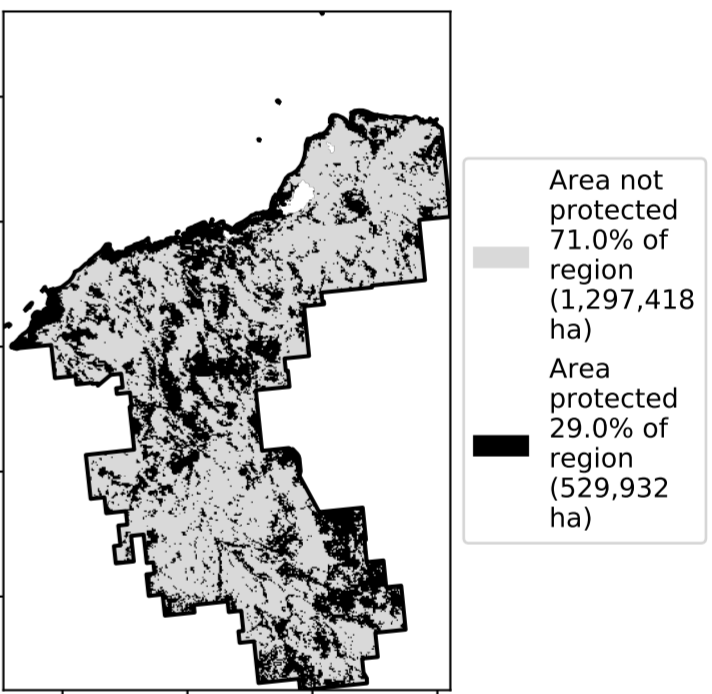 Area not
protected
71.0% of
region
(1,297,418
ha)
Area
protected
29.0% of
region
(529,932
ha)